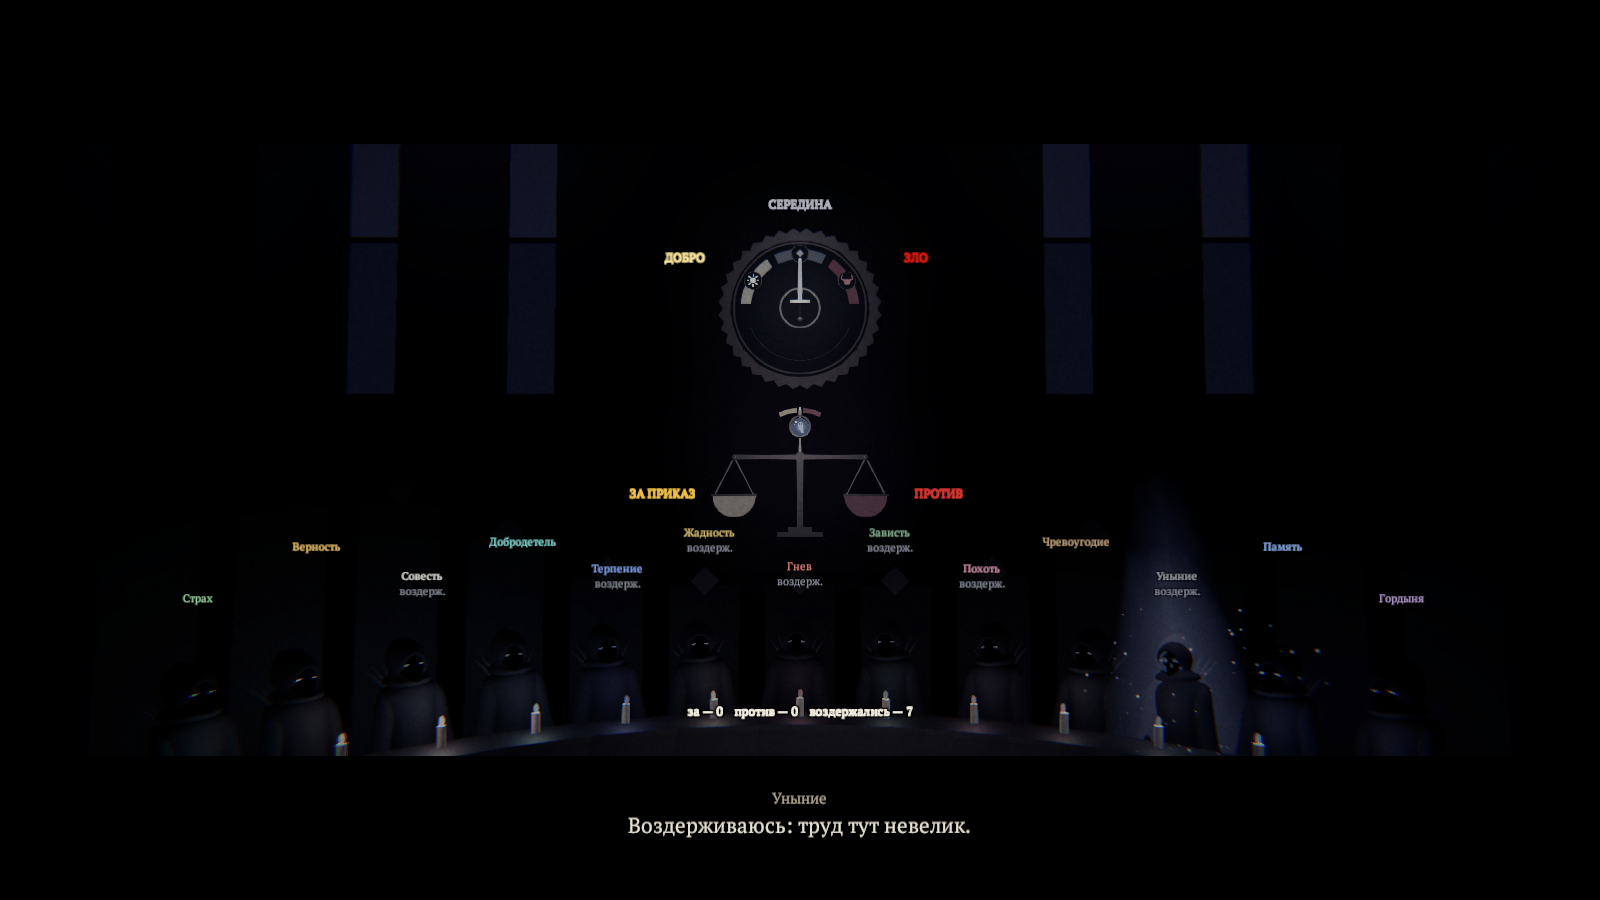 СЕРЕДИНА
ДОБРО
ЗЛО
ЗА ПРИКАЗ
ПРОТИВ
Жадность
воздерж.
Зависть
воздерж.
Верность
Добродетель
Чревоугодие
Память
Совесть
воздерж.
Терпение
воздерж.
Гнев
воздерж.
Похоть
воздерж.
Уныние
воздерж.
Страх
Гордыня
за — 0 против — 0 воздержались — 7
Уныние
Воздерживаюсь: труд тут невелик.